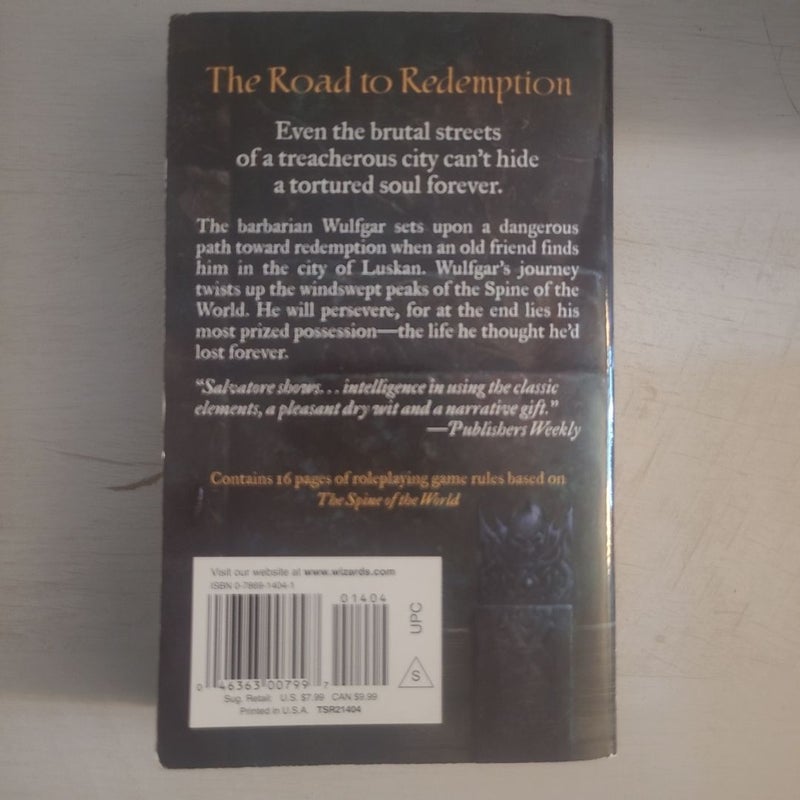 The Road to Redemption
Even the brutal streets
of a treacherous city can't hide
a tortured soul forever.
The barbarian Wulfgar sets upon a dangerous
path toward redemption when an old friend finds
him in the city of Luskan. Wulfgar's journey
twists up the windswept peaks of the Spine of the
World. He will persevere, for at the end lies his
most prized possession—the life he thought he'd
lost forever.
"Salvatore shows... intelligence in using the classic
elements, a pleasant dry wit and a narrative gift."
—Publishers Weekly
Contains 16 pages of roleplaying game rules based on
The Spine of the World
Visit our website at www.wizards.com
ISBN 0-7869-1404-1
01404
UPC
S
0 46363 00799 7
Sug. Retail: U.S. $7.99 CAN $9.99
Printed in U.S.A. TSR21404